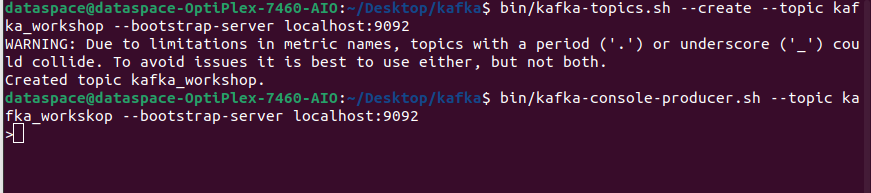 dataspace@dataspace-OptiPlex-7460-AIO:~/Desktop/kafka$ bin/kafka-topics.sh --create --topic kaf
ka_workshop --bootstrap-server localhost:9092
WARNING: Due to limitations in metric names, topics with a period ('.') or underscore ('_') cou
ld collide. To avoid issues it is best to use either, but not both.
Created topic kafka_workshop.
dataspace@dataspace-OptiPlex-7460-AIO:~/Desktop/kafka$ bin/kafka-console-producer.sh --topic ka
fka_workskop --bootstrap-server localhost:9092
>